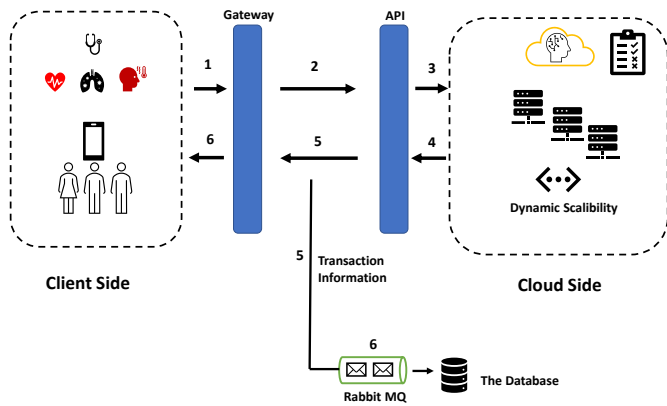 Gateway
API
1
2
3
6
5
4
Dynamic Scalibility
5
Transaction
Information
Client Side
Cloud Side
6
Rabbit MQ
The Database